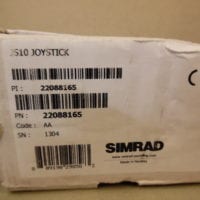 JS10 JOYSTICK
PI : 22088165
PN : 22088165
Code : AA
SN : 1304
SIMRAD